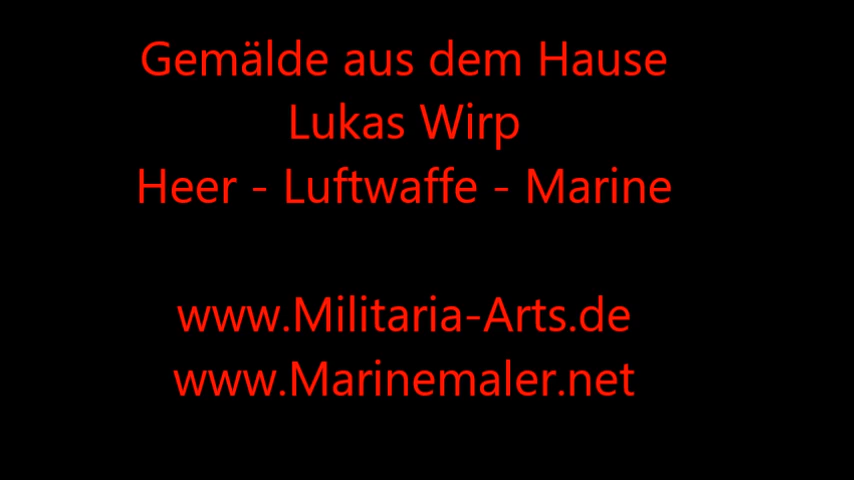 Gemälde aus dem Hause
Lukas Wirp
Heer - Luftwaffe - Marine
www.Militaria-Arts.de
www.Marinemaler.net